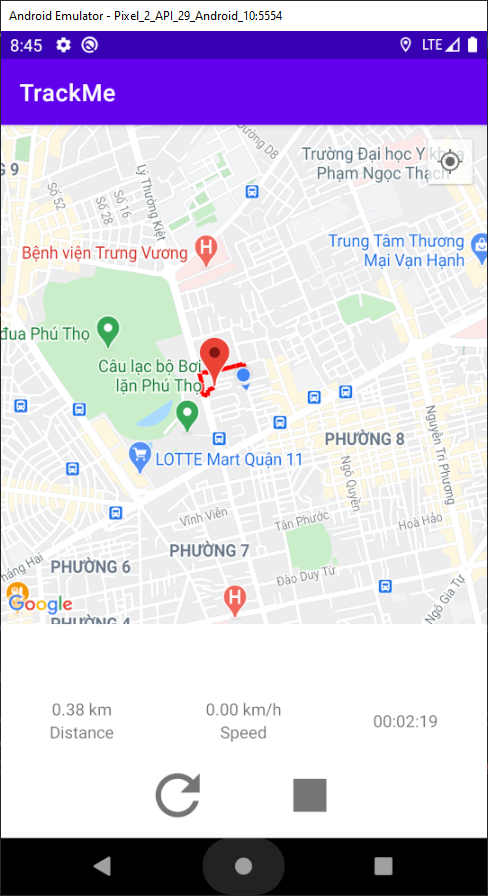 Android Emulator - Pixel_2_API_29_Android_10:5554
8:45
LTE
TrackMe
Đường D8
Trường Đại học Y khoa
Phạm Ngọc Thạch
G 9
Số 52
Số 28
Số 16
Lý Thường Kiệt
Bệnh viện Trưng Vương
H
Trung Tâm Thương
Mại Vạn Hạnh
đua Phú Thọ
Câu lạc bộ Bơi
lặn Phú Thọ
PHƯỜNG 8
Nguyễn Tri Phương
LOTTE Mart Quận 11
Ngô Quyền
Vĩnh Viễn
Tân Phước
Hoà Hảo
PHƯỜNG 7
PHƯỜNG 6
Đào Duy Từ
Ngô Gia Tự
Google
H
PHƯỜNG 4
0.38 km
Distance
0.00 km/h
Speed
00:02:19